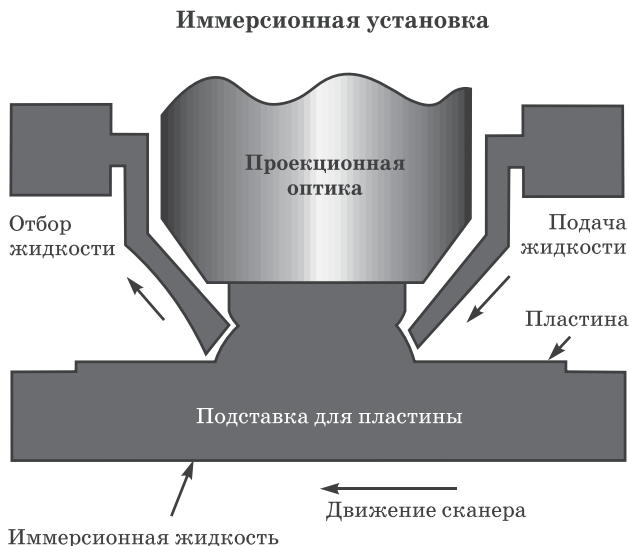 Иммерсионная установка
Проекционная
оптика
Отбор
жидкости
Подача
жидкости
Пластина
Подставка для пластины
Движение сканера
Иммерсионная жидкость